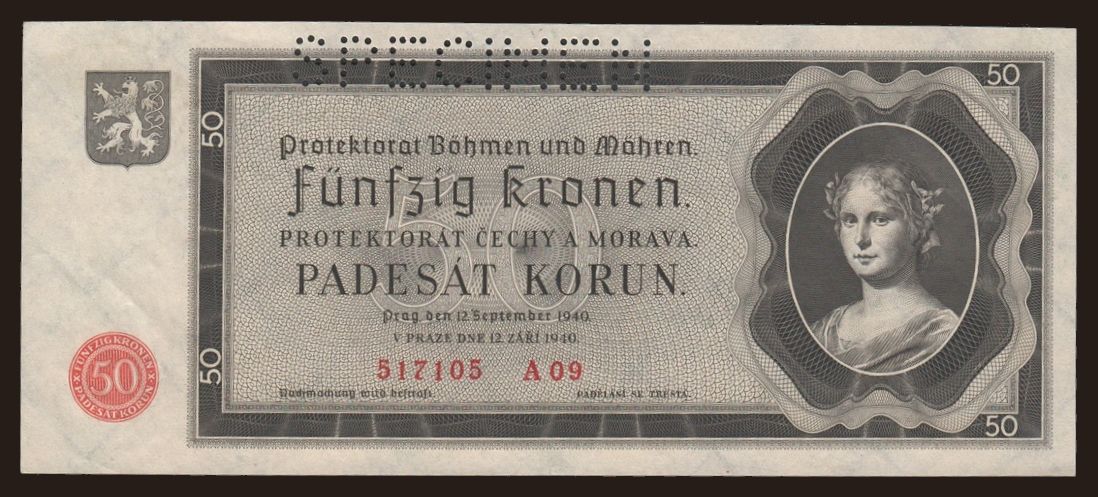 SPECIMEN
50
50
Protektorat Böhmen und Mähren.
Fünfzig Kronen.
PROTEKTORÁT ČECHY A MORAVA.
PADESÁT KORUN.
Prag den 12. September 1940.
V PRAZE DNE 12. ZÁŘÍ 1940.
517105 A 09
Nachmachung wird bestraft.
PADĚLÁNÍ SE TRESTÁ.
50
50
50
FÜNFZIG KRONEN
50
PADESÁT KORUN